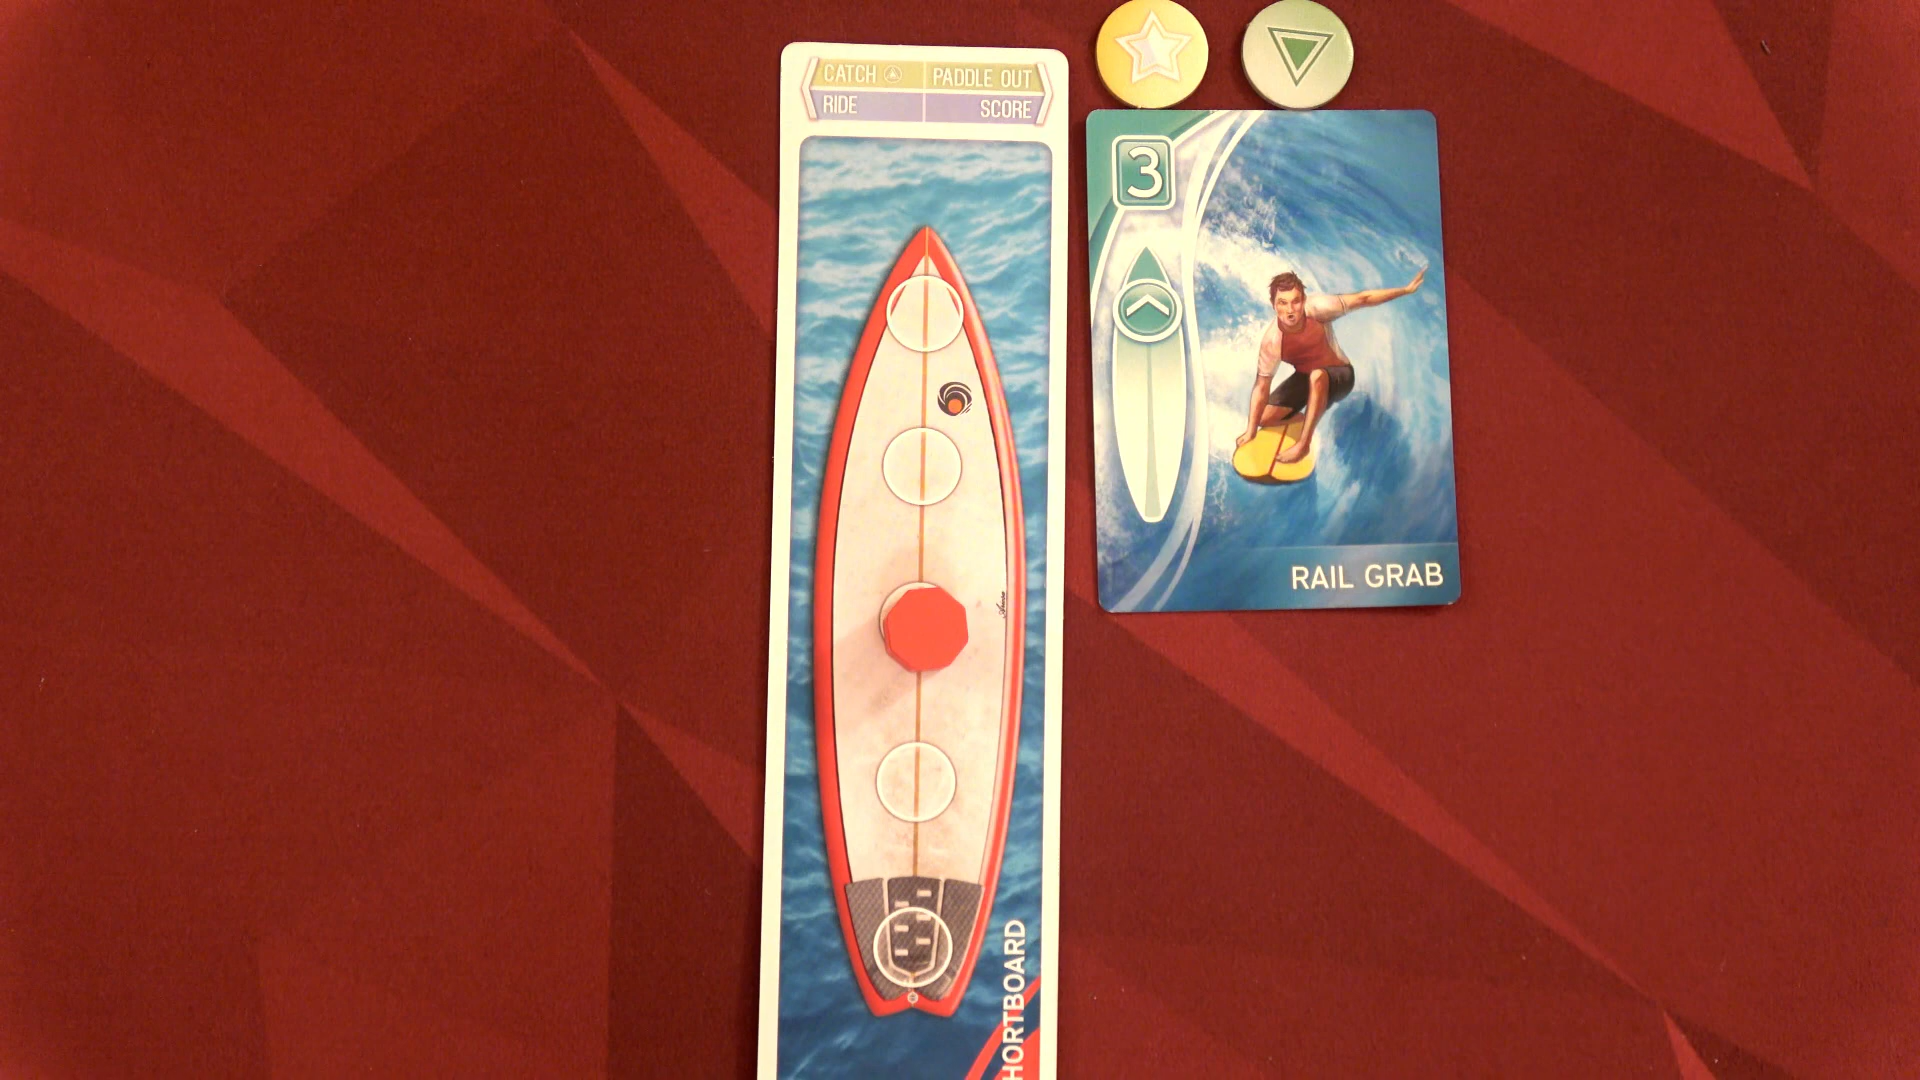 CATCH PADDLE OUT
RIDE SCORE
3
RAIL GRAB
HORTBOARD